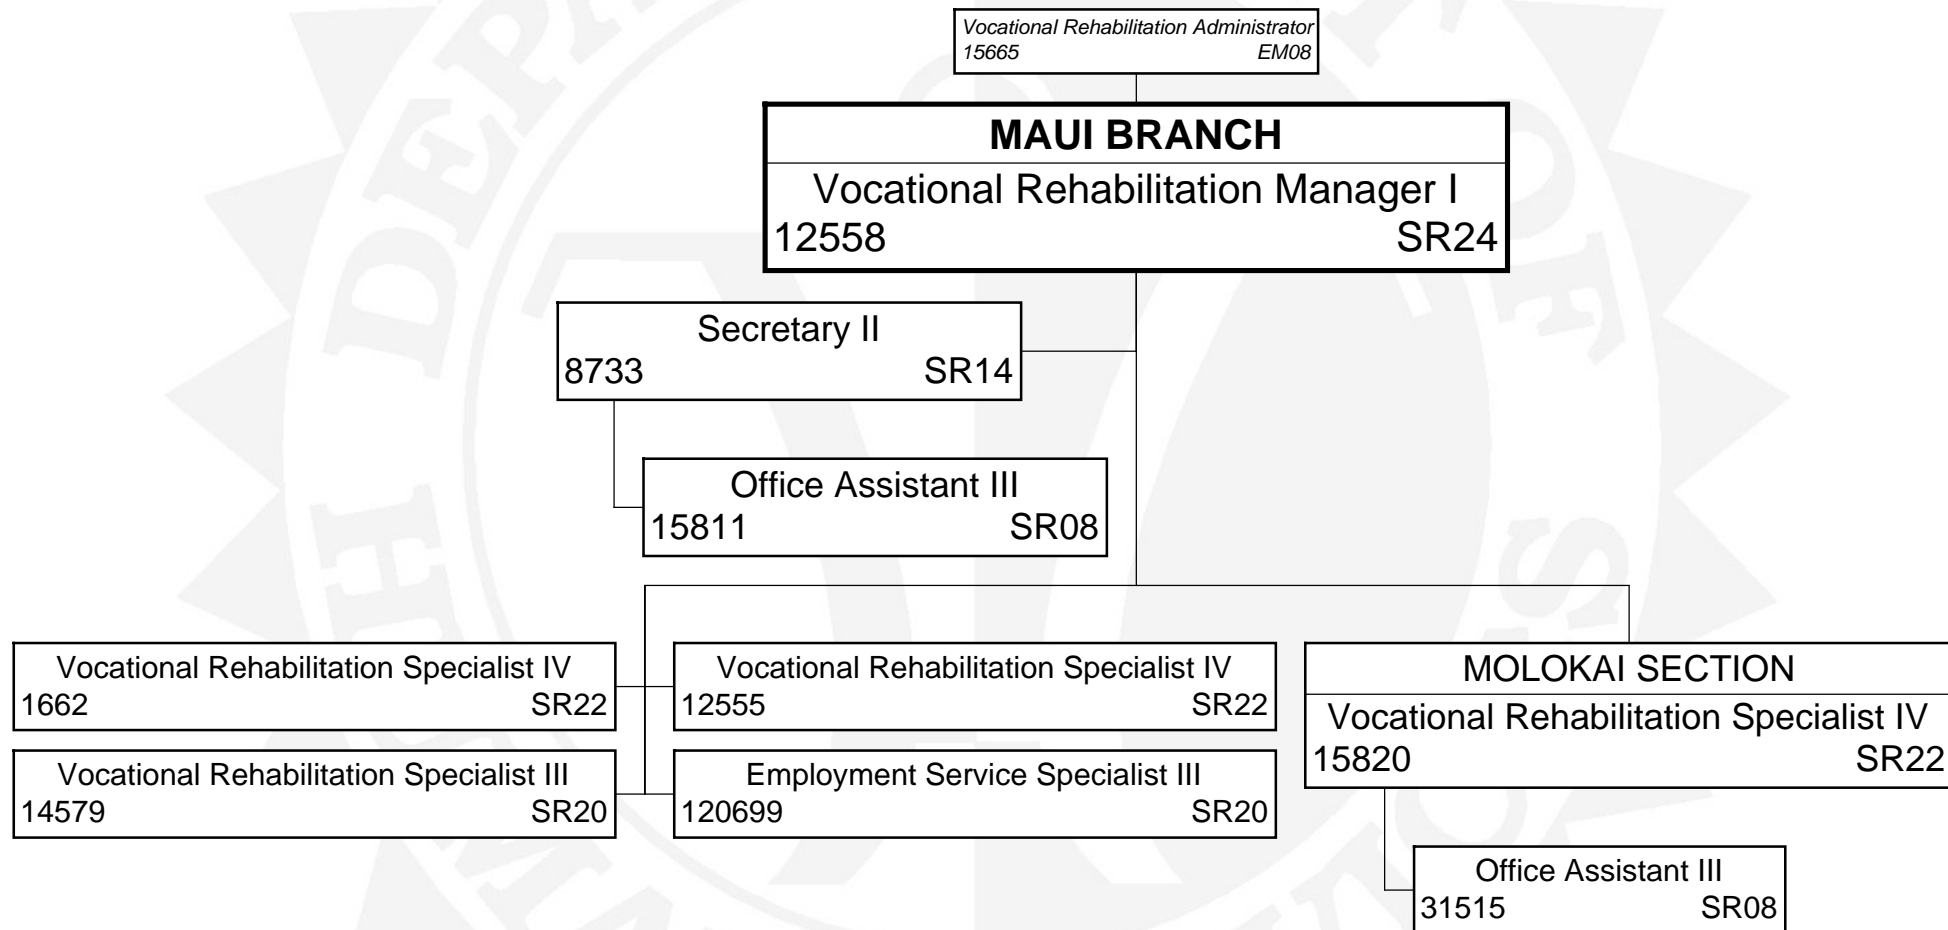 Vocational Rehabilitation Administrator
15665 EM08
MAUI BRANCH
Vocational Rehabilitation Manager I
12558 SR24
Secretary II
8733 SR14
Office Assistant III
15811 SR08
Vocational Rehabilitation Specialist IV
1662 SR22
Vocational Rehabilitation Specialist IV
12555 SR22
Vocational Rehabilitation Specialist III
14579 SR20
Employment Service Specialist III
120699 SR20
MOLOKAI SECTION
Vocational Rehabilitation Specialist IV
15820 SR22
Office Assistant III
31515 SR08